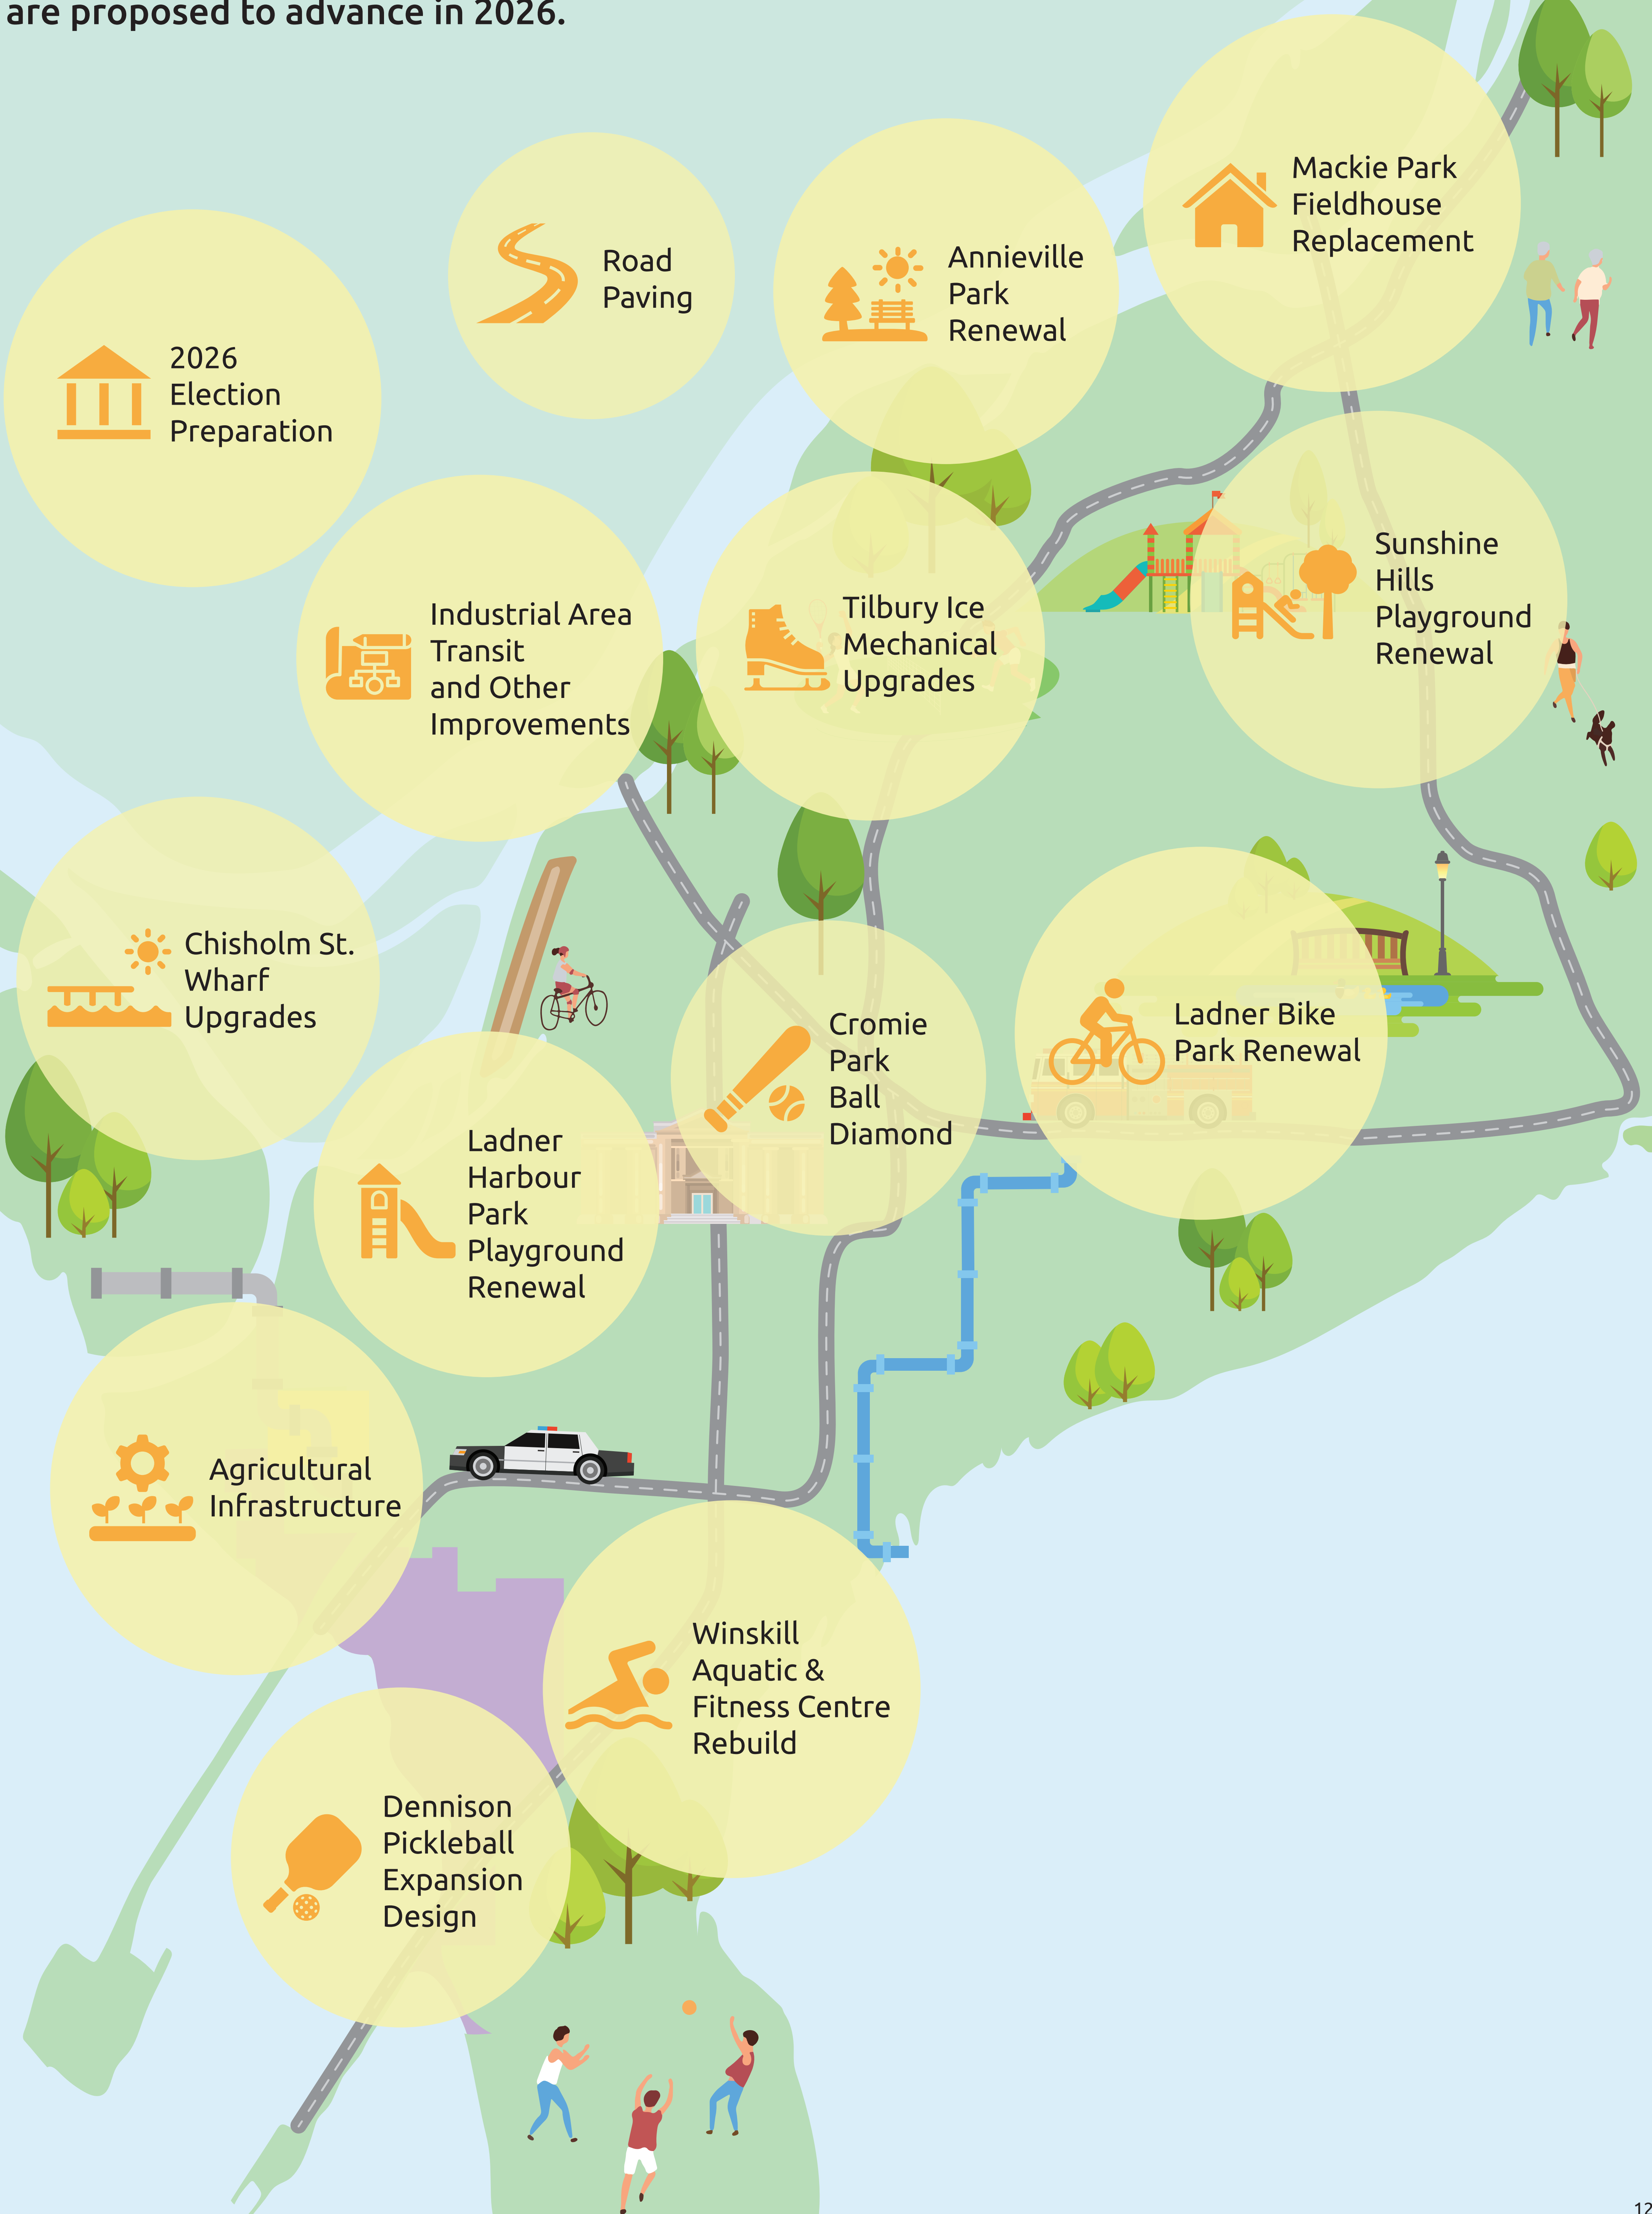 are proposed to advance in 2026.
Mackie Park
Fieldhouse
Replacement
Road
Paving
Annieville
Park
Renewal
2026
Election
Preparation
Sunshine
Hills
Playground
Renewal
Industrial Area
Transit
and Other
Improvements
Tilbury Ice
Mechanical
Upgrades
Chisholm St.
Wharf
Upgrades
Cromie
Park
Ball
Diamond
Ladner Bike
Park Renewal
Ladner
Harbour
Park
Playground
Renewal
Agricultural
Infrastructure
Winskill
Aquatic &
Fitness Centre
Rebuild
Dennison
Pickleball
Expansion
Design
12